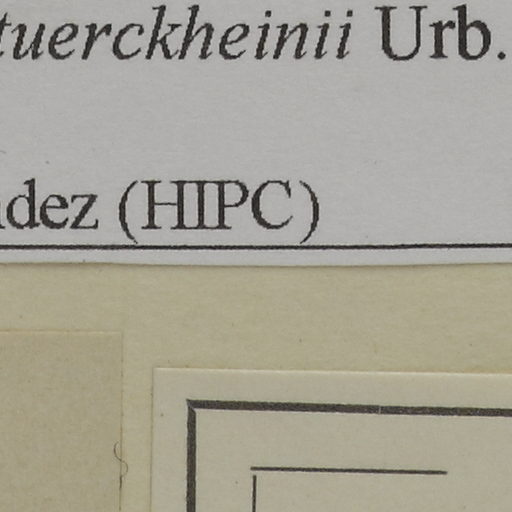 tuerckheinii Urb.
dez (HIPC)